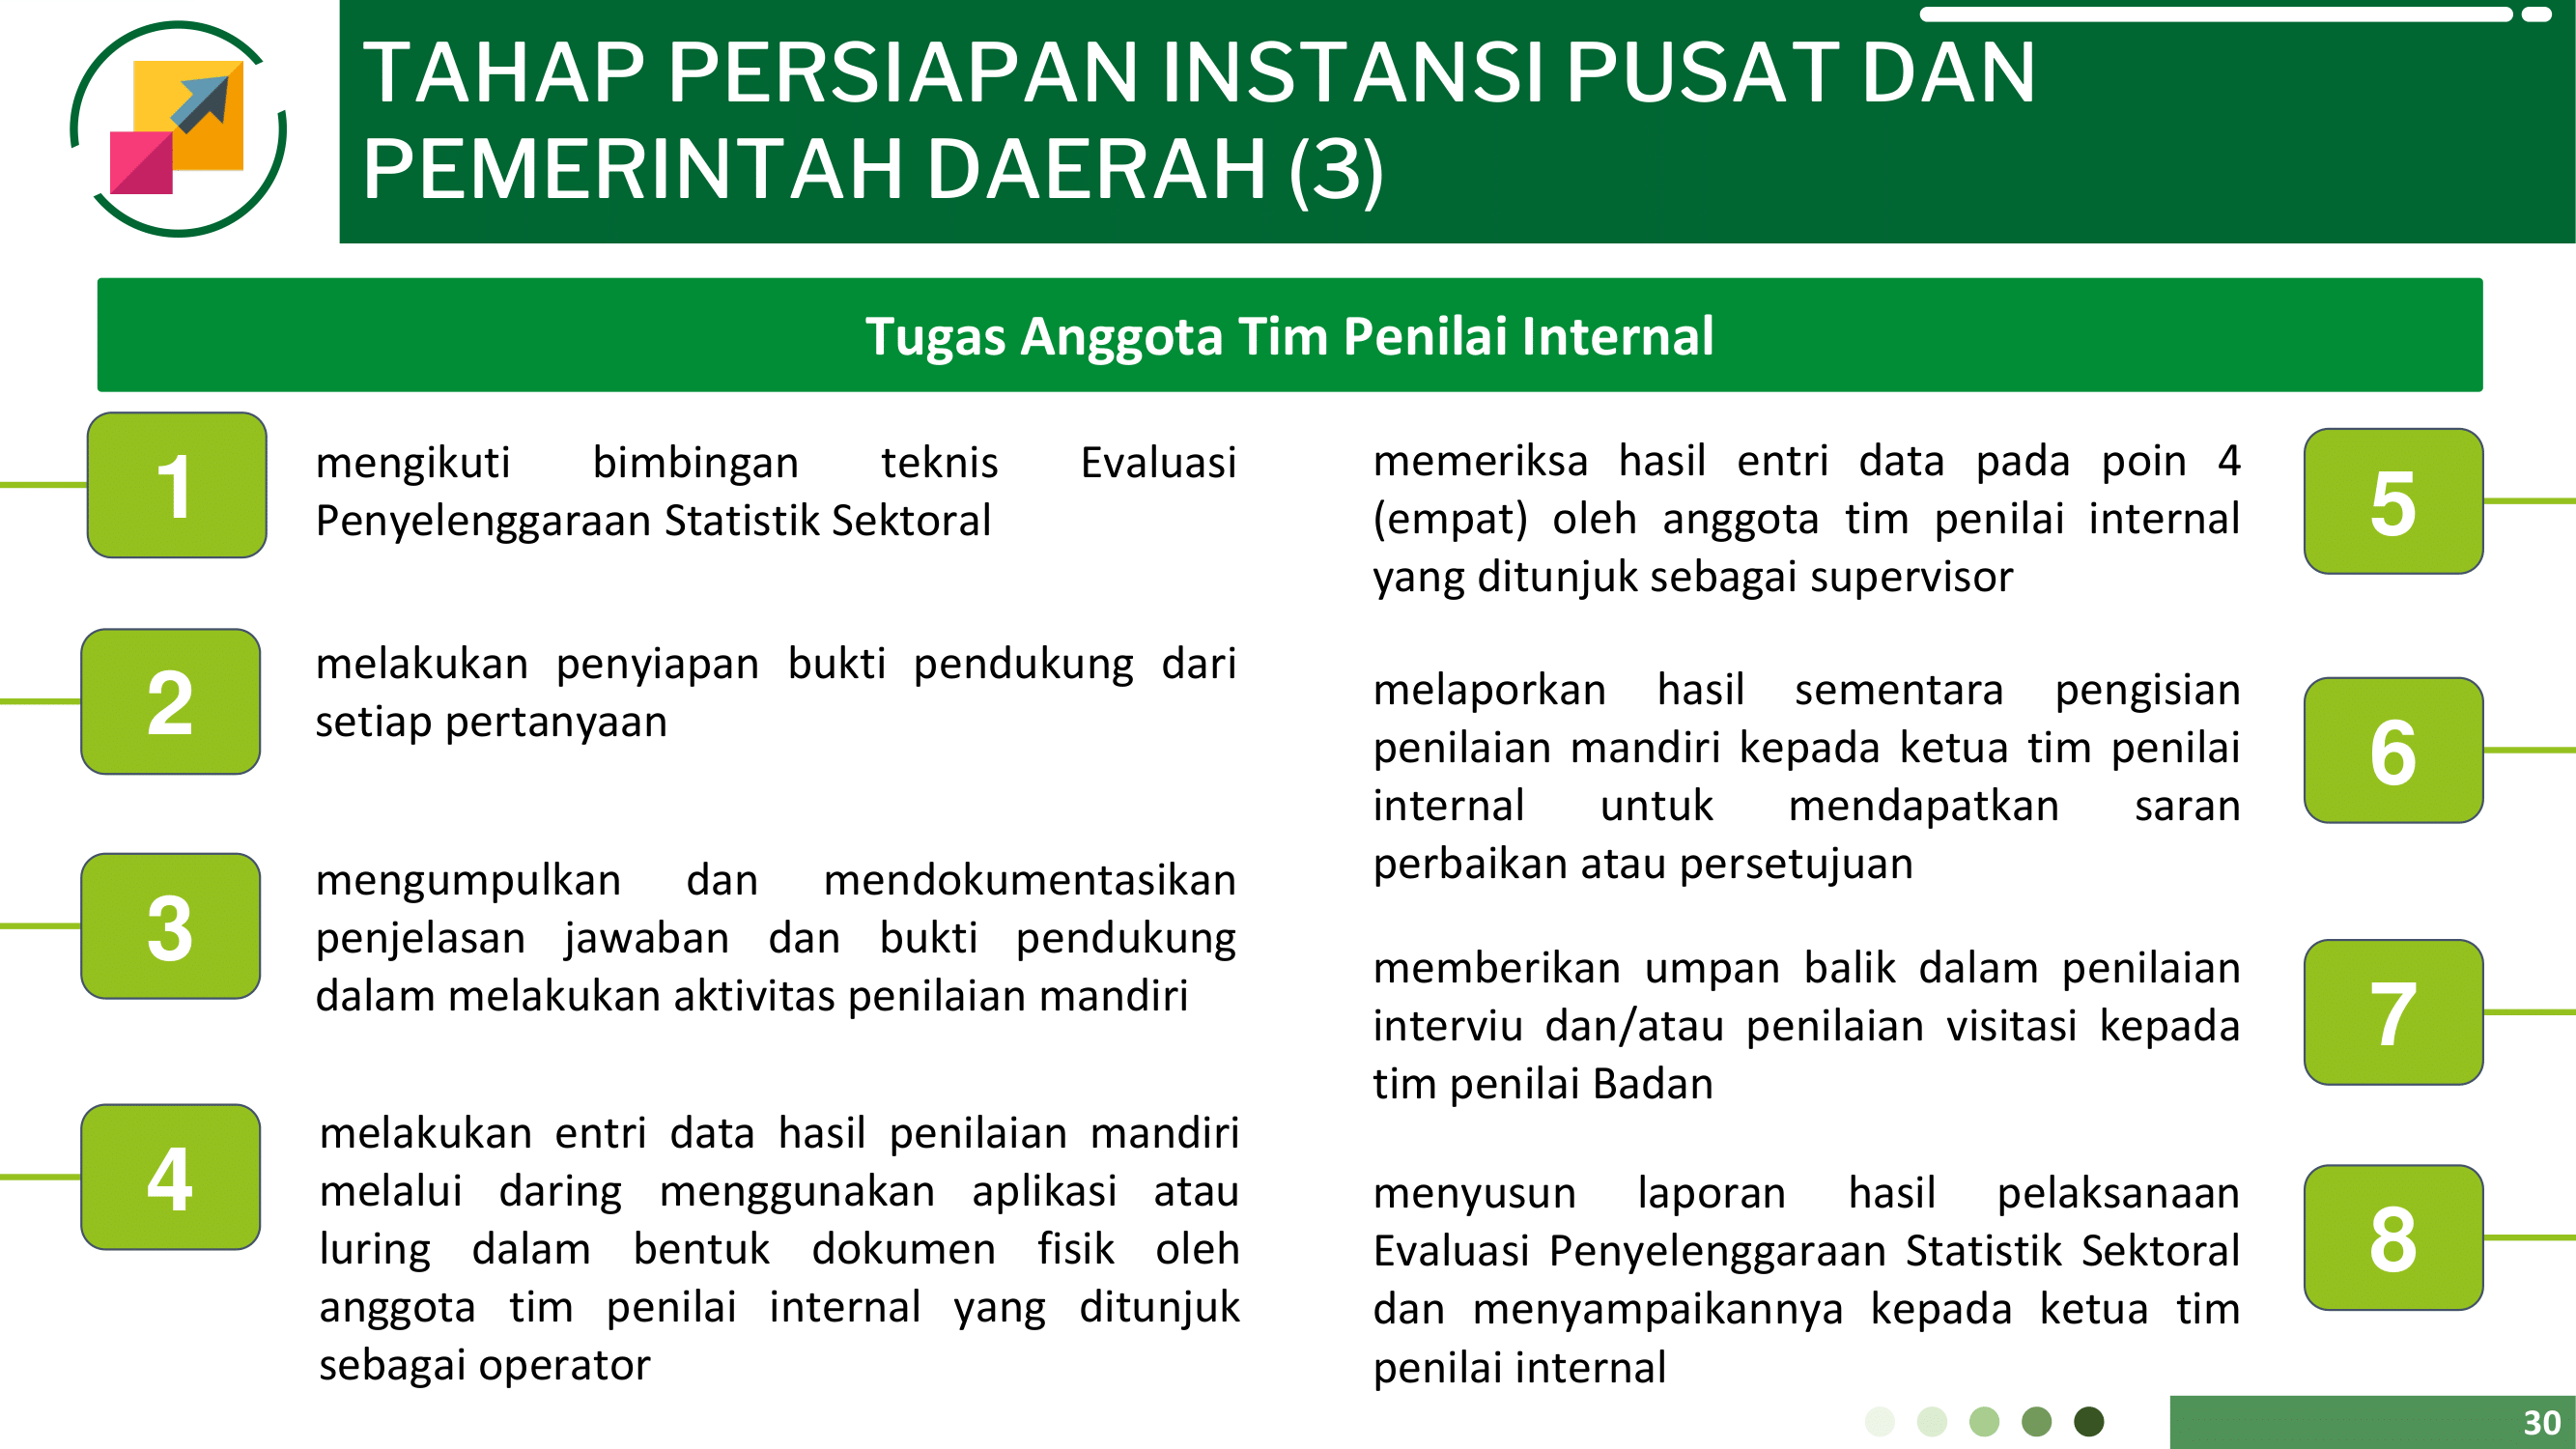 TAHAP PERSIAPAN INSTANSI PUSAT DAN
PEMERINTAH DAERAH (3)
Tugas Anggota Tim Penilai Internal
1
mengikuti bimbingan teknis Evaluasi
Penyelenggaraan Statistik Sektoral
2
melakukan penyiapan bukti pendukung dari
setiap pertanyaan
3
mengumpulkan dan mendokumentasikan
penjelasan jawaban dan bukti pendukung
dalam melakukan aktivitas penilaian mandiri
4
melakukan entri data hasil penilaian mandiri
melalui daring menggunakan aplikasi atau
luring dalam bentuk dokumen fisik oleh
anggota tim penilai internal yang ditunjuk
sebagai operator
memeriksa hasil entri data pada poin 4
(empat) oleh anggota tim penilai internal
yang ditunjuk sebagai supervisor
5
melaporkan hasil sementara pengisian
penilaian mandiri kepada ketua tim penilai
internal untuk mendapatkan saran
perbaikan atau persetujuan
6
memberikan umpan balik dalam penilaian
interviu dan/atau penilaian visitasi kepada
tim penilai Badan
7
menyusun laporan hasil pelaksanaan
Evaluasi Penyelenggaraan Statistik Sektoral
dan menyampaikannya kepada ketua tim
penilai internal
8
30